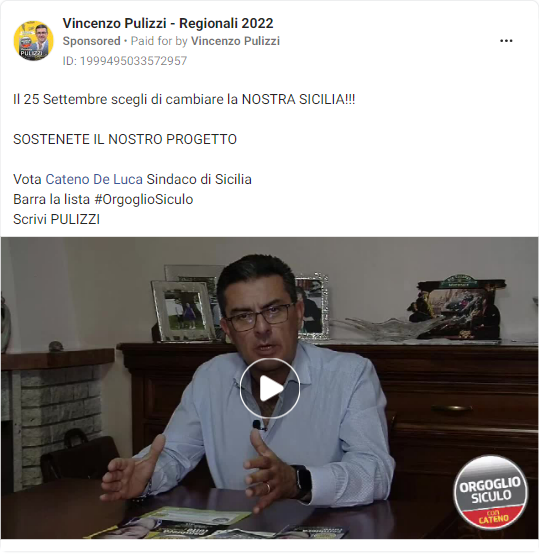 Vincenzo Pulizzi - Regionali 2022
Sponsored • Paid for by Vincenzo Pulizzi
ID: 1999495033572957
Il 25 Settembre scegli di cambiare la NOSTRA SICILIA!!!
SOSTENETE IL NOSTRO PROGETTO
Vota Cateno De Luca Sindaco di Sicilia
Barra la lista #OrgoglioSiculo
Scrivi PULIZZI
PULIZZI
ORGOGLIO
SICULO
CON
CATENO